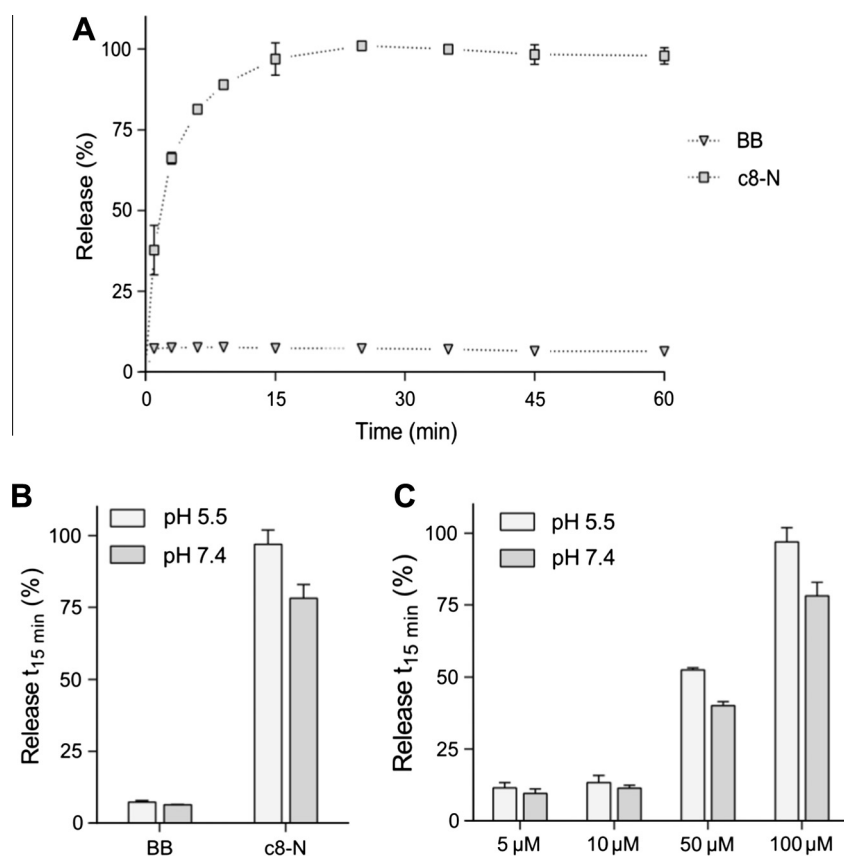 A
Release (%)
100
75
50
25
0
0 15 30 45 60
Time (min)
BB
c8-N
B
Release t15 min (%)
100
75
50
25
0
pH 5.5
pH 7.4
BB c8-N
C
Release t15 min (%)
100
75
50
25
0
pH 5.5
pH 7.4
5 µM 10 µM 50 µM 100 µM